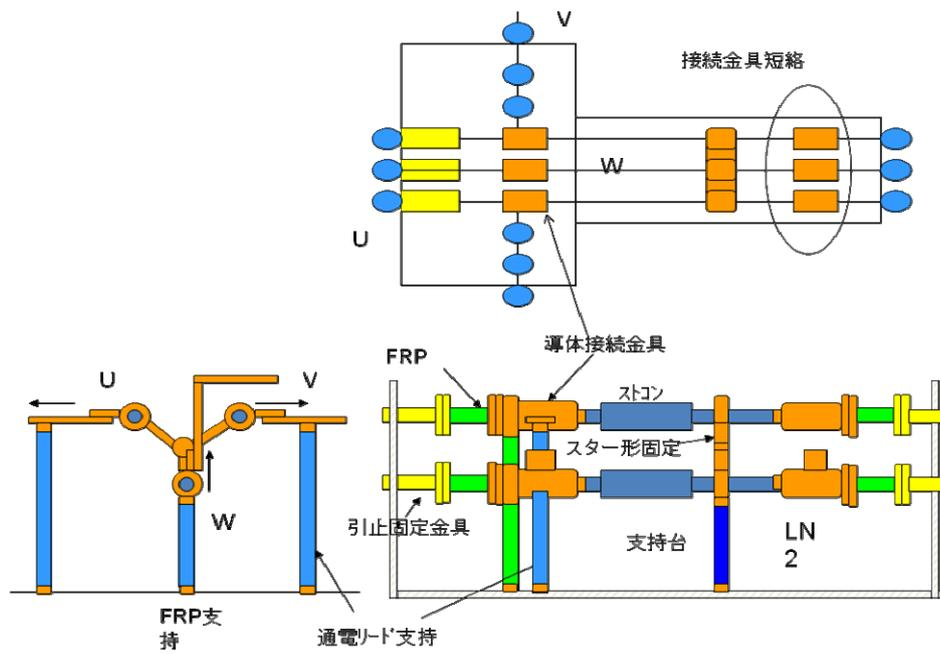 V
接続金具短絡
W
U
導体接続金具
FRP
U
V
ストコン
スター形固定
引止固定金具
W
支持台
LN
2
FRP支
持
通電リード支持